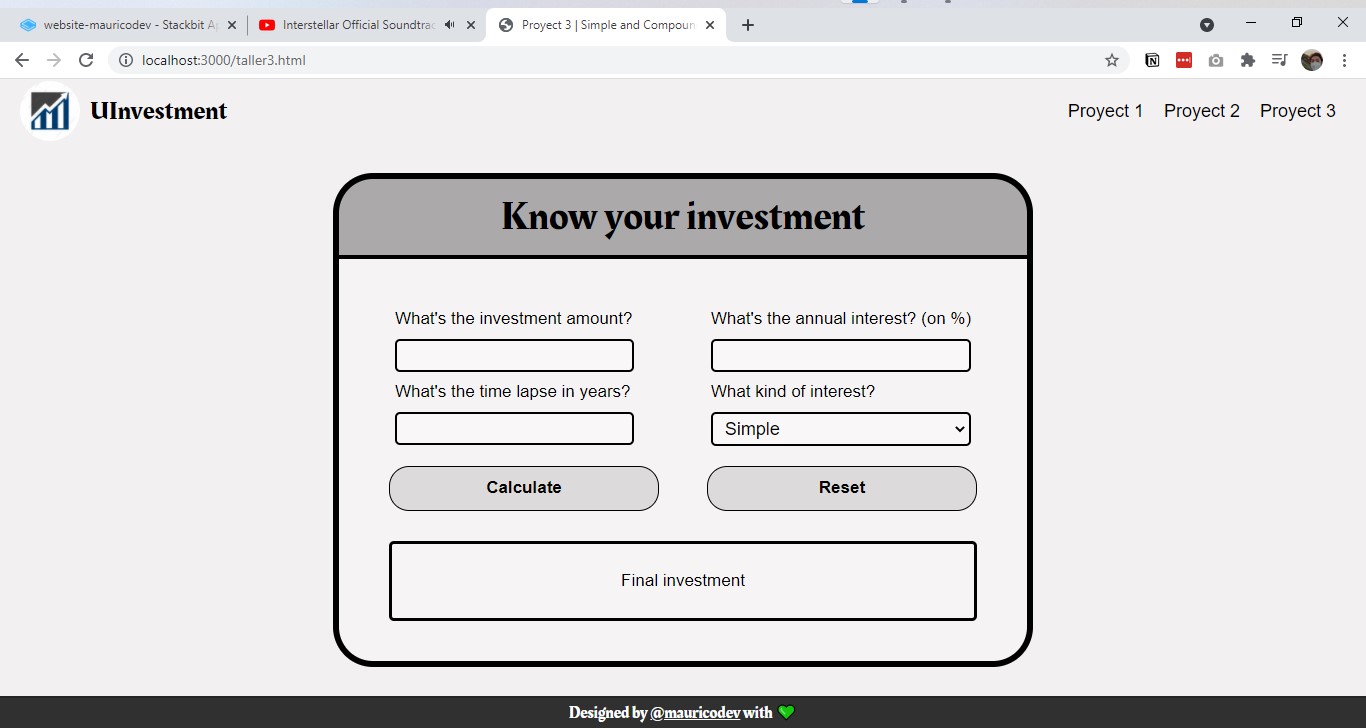 website-mauricodev - Stackbit Ap
Interstellar Official Soundtrac
Proyect 3 | Simple and Compoun
localhost:3000/taller3.html
UInvestment
Proyect 1 Proyect 2 Proyect 3
Know your investment
What's the investment amount? What's the annual interest? (on %)
What's the time lapse in years? What kind of interest?
Simple
Calculate Reset
Final investment
Designed by @mauricodev with 💚